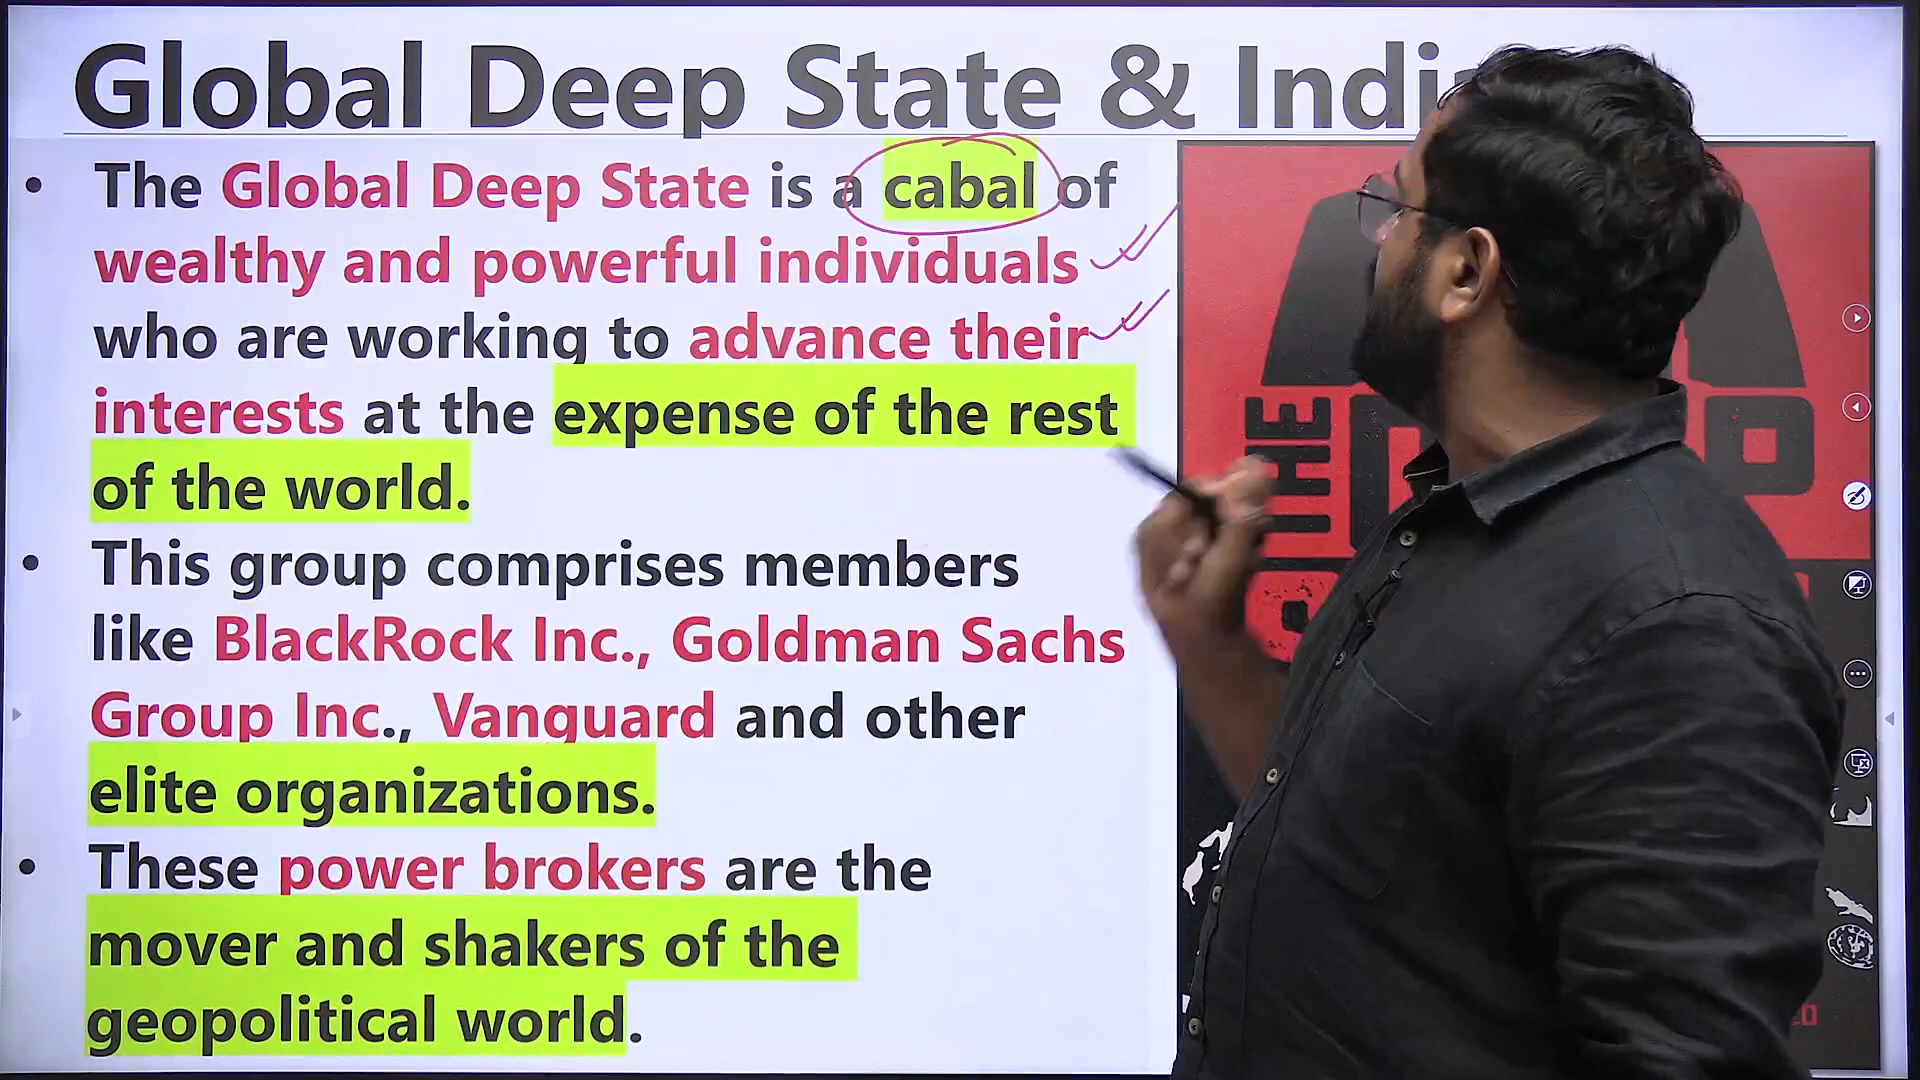 Global Deep State & Indi
• The Global Deep State is a cabal of
wealthy and powerful individuals
who are working to advance their
interests at the expense of the rest
of the world.
• This group comprises members
like BlackRock Inc., Goldman Sachs
Group Inc., Vanguard and other
elite organizations.
• These power brokers are the
mover and shakers of the
geopolitical world.
THE